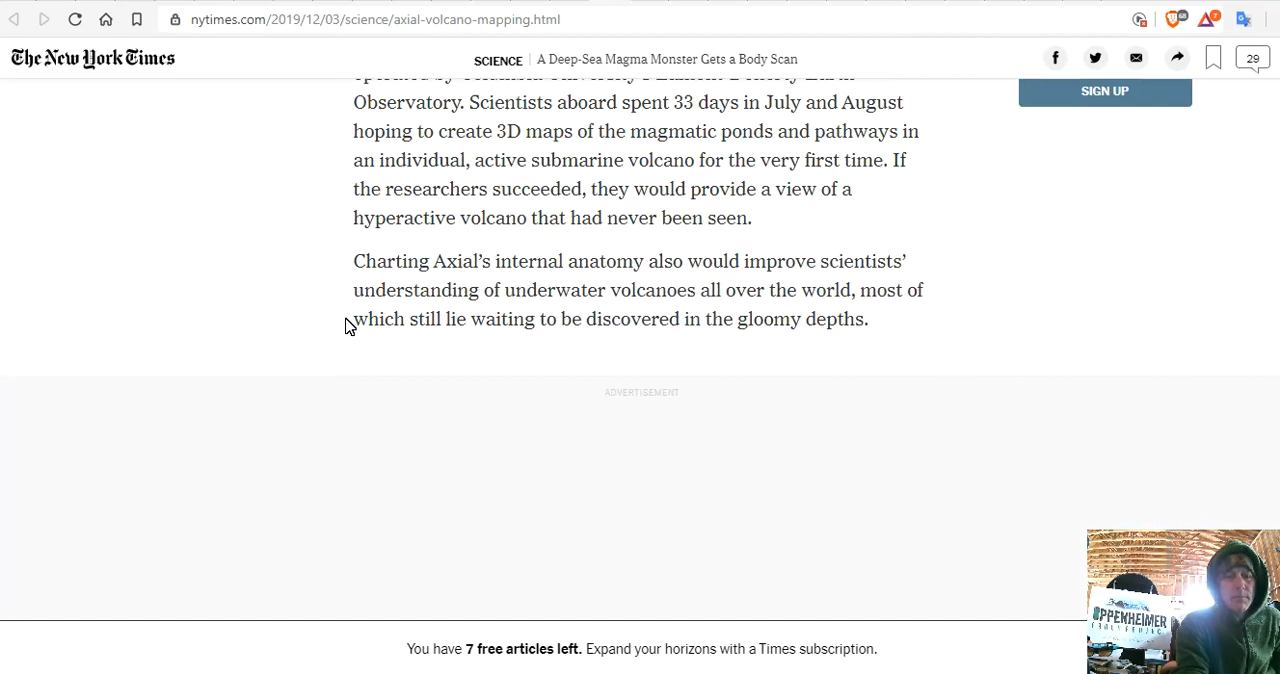 nytimes.com/2019/12/03/science/axial-volcano-mapping.html
68
7
The New York Times
SCIENCE | A Deep-Sea Magma Monster Gets a Body Scan
29
Observatory. Scientists aboard spent 33 days in July and August
SIGN UP
hoping to create 3D maps of the magmatic ponds and pathways in
an individual, active submarine volcano for the very first time. If
the researchers succeeded, they would provide a view of a
hyperactive volcano that had never been seen.
Charting Axial’s internal anatomy also would improve scientists’
understanding of underwater volcanoes all over the world, most of
which still lie waiting to be discovered in the gloomy depths.
ADVERTISEMENT
You have 7 free articles left. Expand your horizons with a Times subscription.
OPPENHEIMER